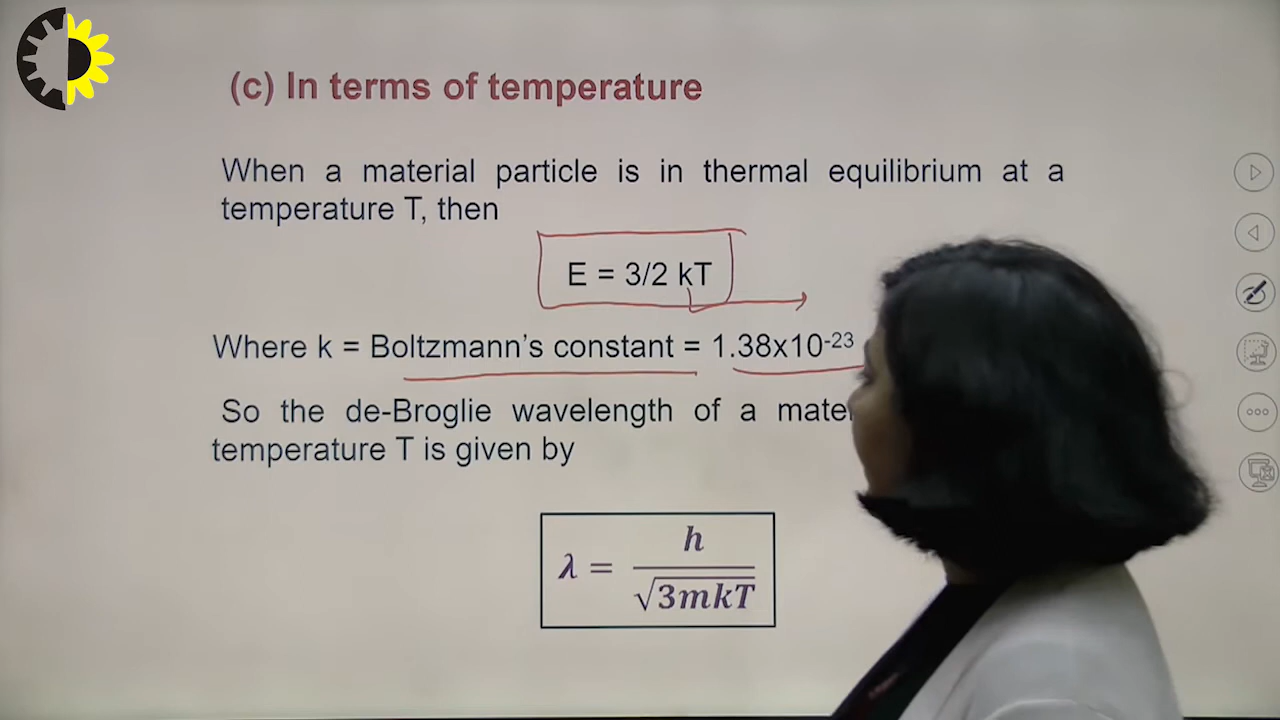 (c) In terms of temperature
When a material particle is in thermal equilibrium at a
temperature T, then
E = 3/2 kT
Where k = Boltzmann's constant = 1.38x10⁻²³
So the de-Broglie wavelength of a
temperature T is given by
λ = h / √3mkT